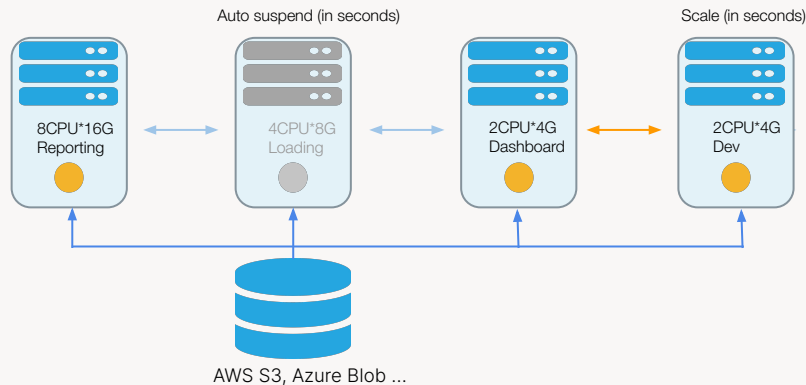 Auto suspend (in seconds)
Scale (in seconds)
8CPU*16G
Reporting
4CPU*8G
Loading
2CPU*4G
Dashboard
2CPU*4G
Dev
AWS S3, Azure Blob ...